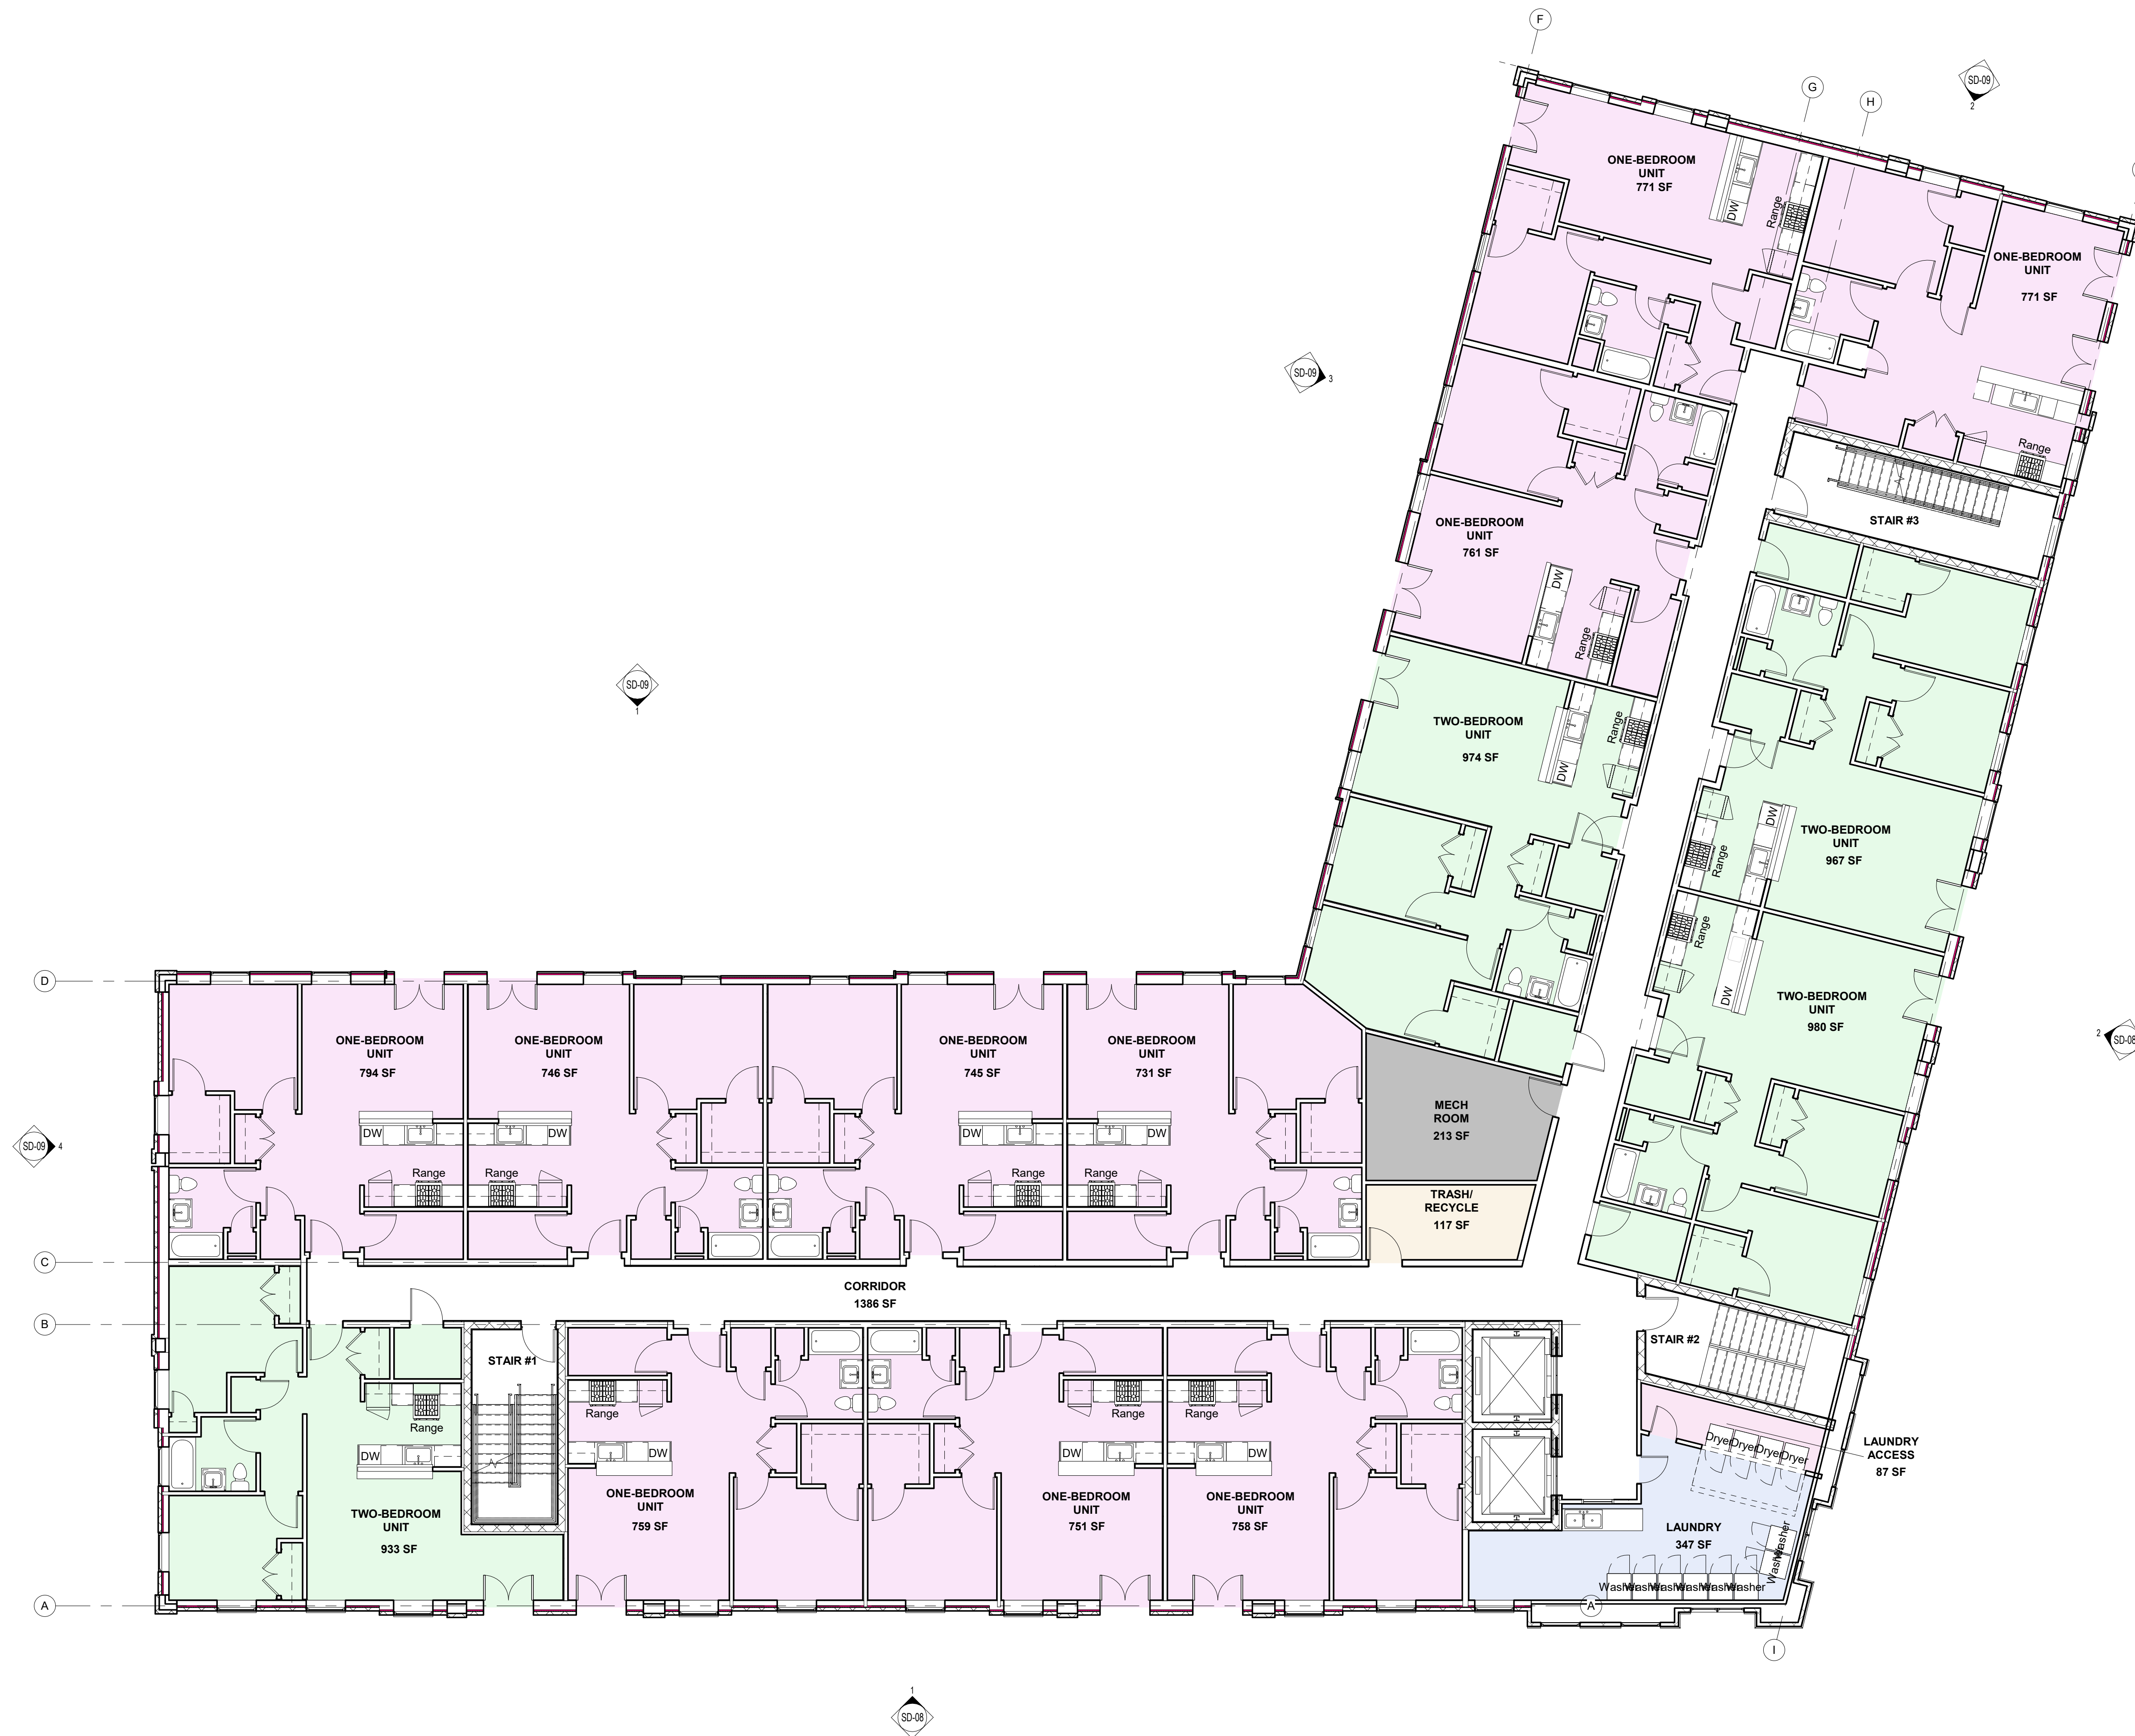 F
SD-09
2
G
H
ONE-BEDROOM
UNIT
771 SF
DW
Range
ONE-BEDROOM
UNIT
771 SF
Range
SD-09
3
STAIR #3
ONE-BEDROOM
UNIT
761 SF
DW
Range
SD-09
1
TWO-BEDROOM
UNIT
974 SF
Range
DW
DW
TWO-BEDROOM
UNIT
967 SF
Range
Range
DW
TWO-BEDROOM
UNIT
980 SF
2
SD-08
D
ONE-BEDROOM
UNIT
794 SF
ONE-BEDROOM
UNIT
746 SF
ONE-BEDROOM
UNIT
745 SF
ONE-BEDROOM
UNIT
731 SF
DW
DW
DW
DW
Range
Range
Range
Range
MECH
ROOM
213 SF
SD-09
4
TRASH/
RECYCLE
117 SF
C
CORRIDOR
1386 SF
B
STAIR #1
STAIR #2
Range
Range
Range
Range
DW
DW
DW
DW
Dryer
Dryer
Dryer
Dryer
LAUNDRY
ACCESS
87 SF
TWO-BEDROOM
UNIT
933 SF
ONE-BEDROOM
UNIT
759 SF
ONE-BEDROOM
UNIT
751 SF
ONE-BEDROOM
UNIT
758 SF
LAUNDRY
347 SF
Washer
Washer
Washer
Washer
Washer
Washer
Washer
Washer
A
A
I
1
SD-08